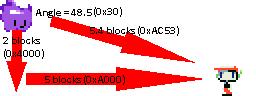 Angle = 48.5(0x30)
5.4 blocks(0xAC53)
2 blocks
(0x4000)
5 blocks(0xA000)